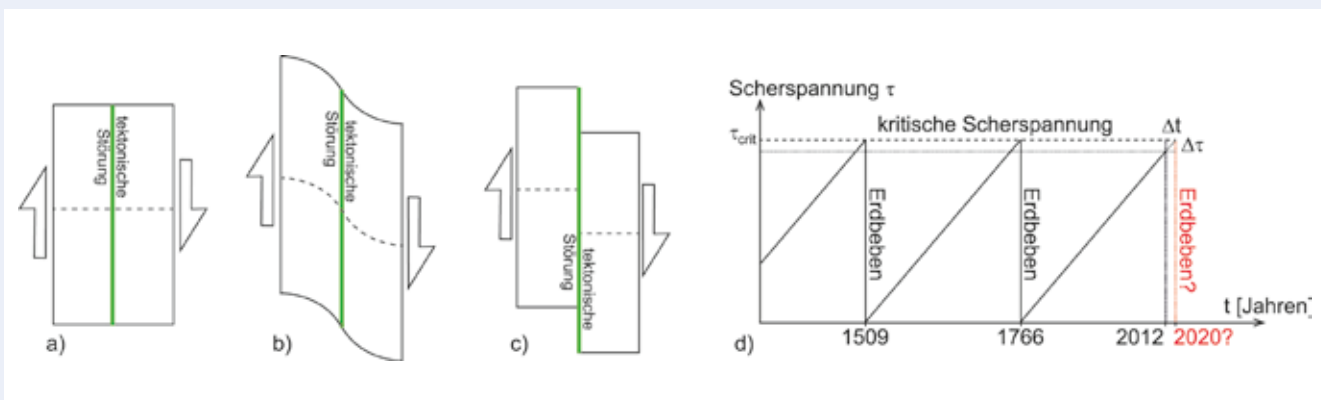 tektonische
Störung
a)
tektonische
Störung
b)
tektonische
Störung
c)
Scherspannung τ
τcrit
kritische Scherspannung
Δt
Δτ
Erdbeben
Erdbeben
Erdbeben?
t [Jahren]
d)
1509
1766
2012
2020?